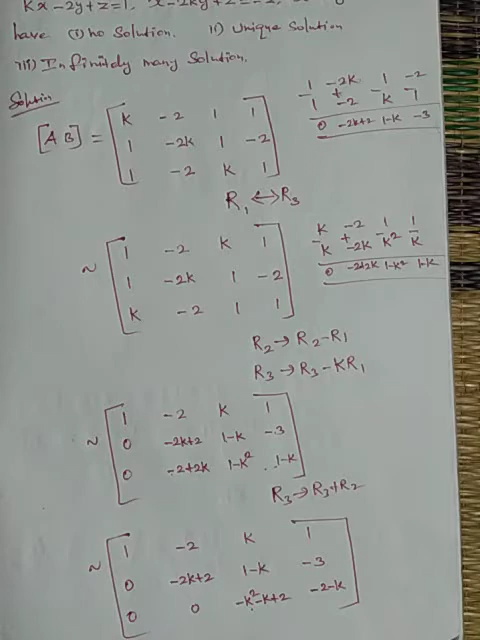 Kx-2y+z=1, x-2Ky+z=-2,
have (i) no Solution. ii) Unique Solution
iii) Infinitely many Solution.
Solution
[A B] = [K -2 1 1
1 -2K 1 -2
1 -2 K 1]
1 -2K 1 -2
- 1 + -2 - K - 1
0 -2K+2 1-K -3
R1 ↔ R3
~ [1 -2 K 1
1 -2K 1 -2
K -2 1 1]
K -2 1 1
- K + -2K - K² - K
0 -2+2K 1-K² 1-K
R2 → R2-R1
R3 → R3-KR1
~ [1 -2 K 1
0 -2K+2 1-K -3
0 -2+2K 1-K² 1-K]
R3 → R3+R2
~ [1 -2 K 1
0 -2K+2 1-K -3
0 0 -K²-K+2 -2-K]